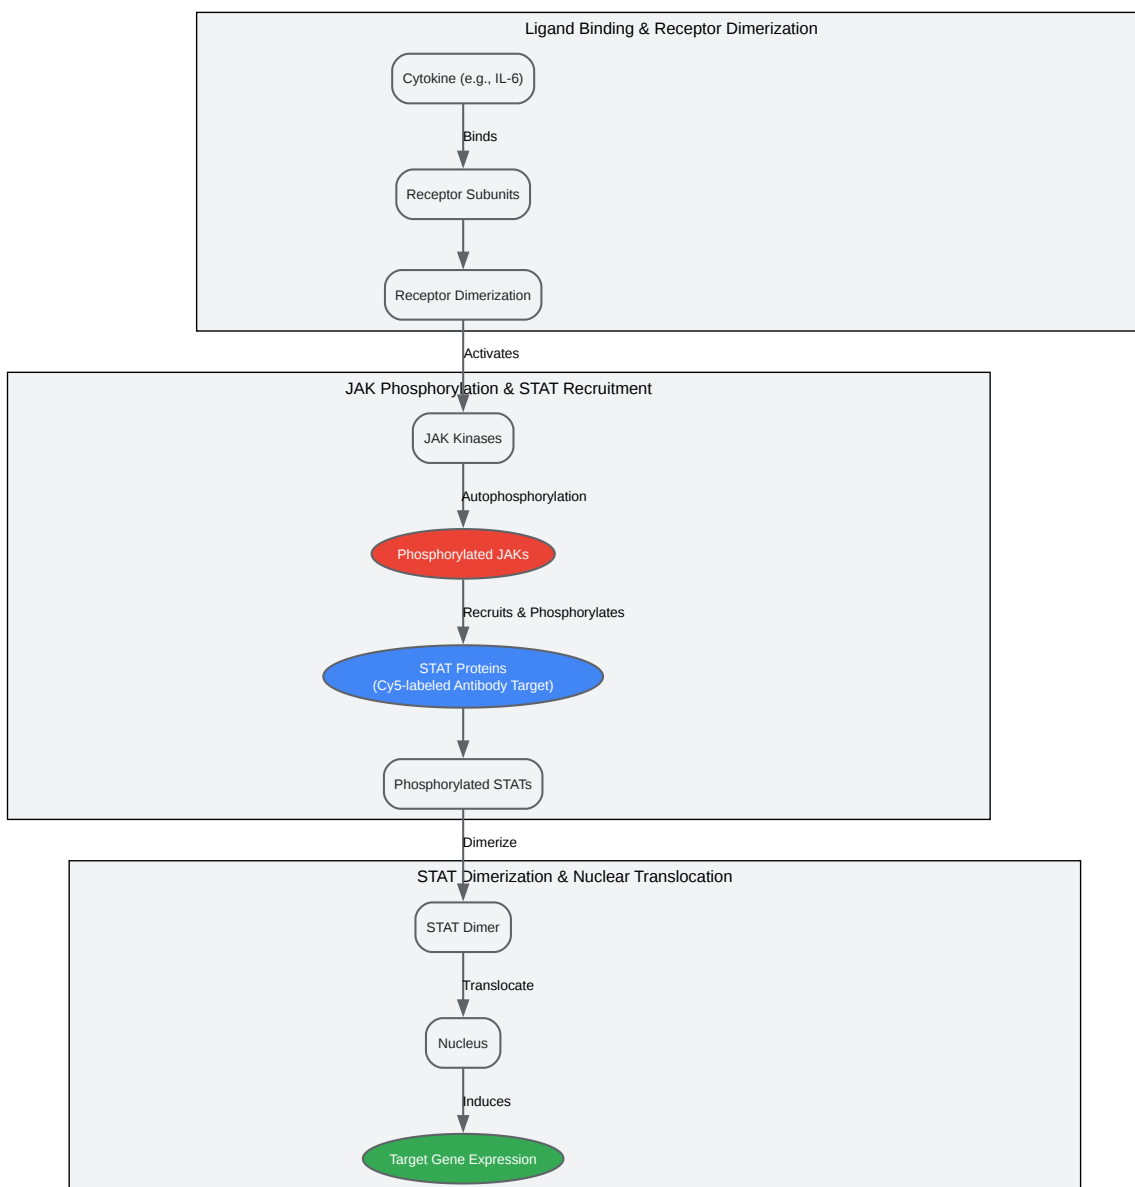 Ligand Binding & Receptor Dimerization
Cytokine (e.g., IL-6)
Binds
Receptor Subunits
Receptor Dimerization
Activates
JAK Phosphorylation & STAT Recruitment
JAK Kinases
Autophosphorylation
Phosphorylated JAKs
Recruits & Phosphorylates
STAT Proteins
(Cy5-labeled Antibody Target)
Phosphorylated STATs
Dimerize
STAT Dimerization & Nuclear Translocation
STAT Dimer
Translocate
Nucleus
Induces
Target Gene Expression